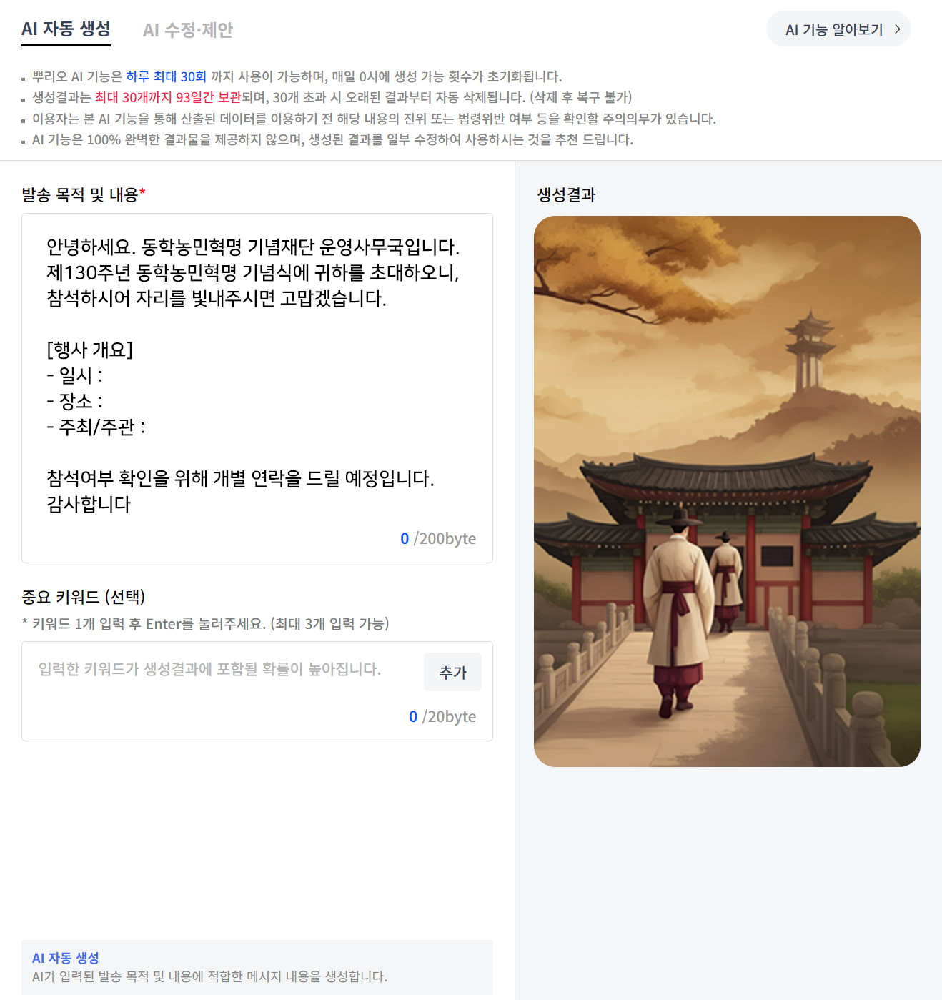 AI 자동 생성
AI 수정·제안
AI 기능 알아보기
뿌리오 AI 기능은 하루 최대 30회 까지 사용이 가능하며, 매일 0시에 생성 가능 횟수가 초기화됩니다.
생성결과는 최대 30개까지 93일간 보관되며, 30개 초과 시 오래된 결과부터 자동 삭제됩니다. (삭제 후 복구 불가)
이용자는 본 AI 기능을 통해 산출된 데이터를 이용하기 전 해당 내용의 진위 또는 법령위반 여부 등을 확인할 주의의무가 있습니다.
AI 기능은 100% 완벽한 결과물을 제공하지 않으며, 생성된 결과를 일부 수정하여 사용하시는 것을 추천 드립니다.
발송 목적 및 내용*
안녕하세요. 동학농민혁명 기념재단 운영사무국입니다.
제130주년 동학농민혁명 기념식에 귀하를 초대하오니,
참석하시어 자리를 빛내주시면 고맙겠습니다.
[행사 개요]
- 일시 :
- 장소 :
- 주최/주관 :
참석여부 확인을 위해 개별 연락을 드릴 예정입니다.
감사합니다
0 /200byte
중요 키워드 (선택)
* 키워드 1개 입력 후 Enter를 눌러주세요. (최대 3개 입력 가능)
입력한 키워드가 생성결과에 포함될 확률이 높아집니다.
추가
0 /20byte
AI 자동 생성
AI가 입력된 발송 목적 및 내용에 적합한 메시지 내용을 생성합니다.
생성결과